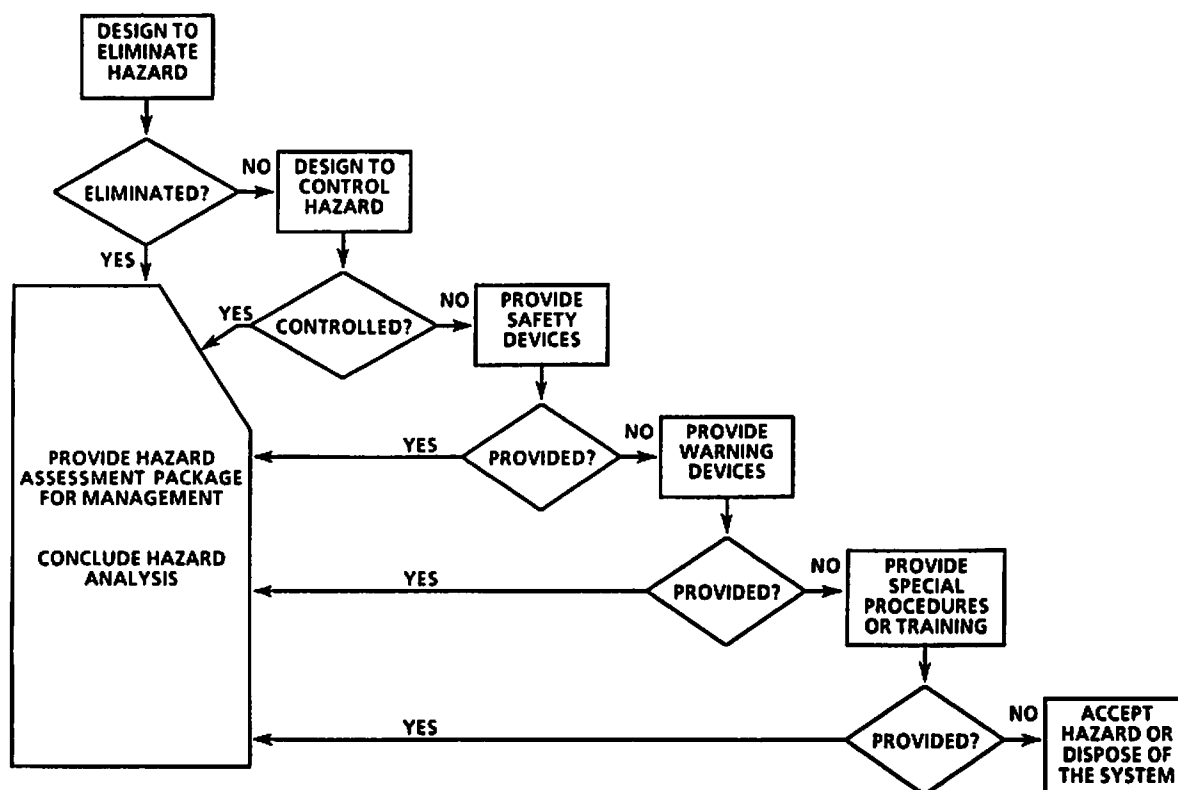 DESIGN TO
ELIMINATE
HAZARD
ELIMINATED?
NO
YES
DESIGN TO
CONTROL
HAZARD
CONTROLLED?
YES
NO
PROVIDE
SAFETY
DEVICES
PROVIDED?
YES
NO
PROVIDE
WARNING
DEVICES
PROVIDED?
YES
NO
PROVIDE
SPECIAL
PROCEDURES
OR TRAINING
PROVIDED?
YES
NO
ACCEPT
HAZARD OR
DISPOSE OF
THE SYSTEM
PROVIDE HAZARD
ASSESSMENT PACKAGE
FOR MANAGEMENT
CONCLUDE HAZARD
ANALYSIS